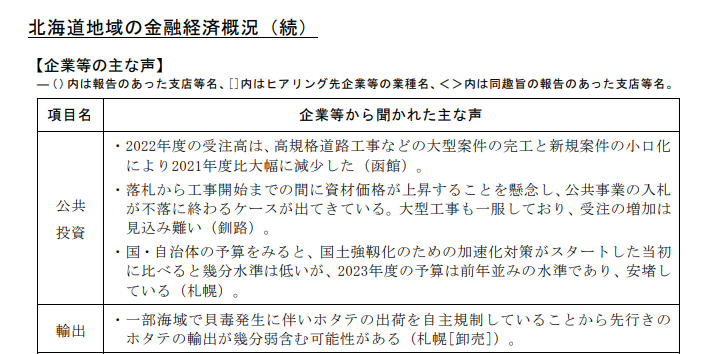 北海道地域の金融経済概況（続）
【企業等の主な声】
―（）内は報告のあった支店等名、［］内はヒアリング先企業等の業種名、＜＞内は同趣旨の報告のあった支店等名。
項目名 企業等から聞かれた主な声
公共投資
・2022年度の受注高は、高規格道路工事などの大型案件の完工と新規案件の小口化
により2021年度比大幅に減少した（函館）。
・落札から工事開始までの間に資材価格が上昇することを懸念し、公共事業の入札
が不落に終わるケースが出てきている。大型工事も一服しており、受注の増加は
見込み難い（釧路）。
・国・自治体の予算をみると、国土強靱化のための加速化対策がスタートした当初
に比べると幾分水準は低いが、2023年度の予算は前年並みの水準であり、安堵
している（札幌）。
輸出
・一部海域で貝毒発生に伴いホタテの出荷を自主規制していることから先行きの
ホタテの輸出が幾分弱含む可能性がある（札幌［卸売］）。